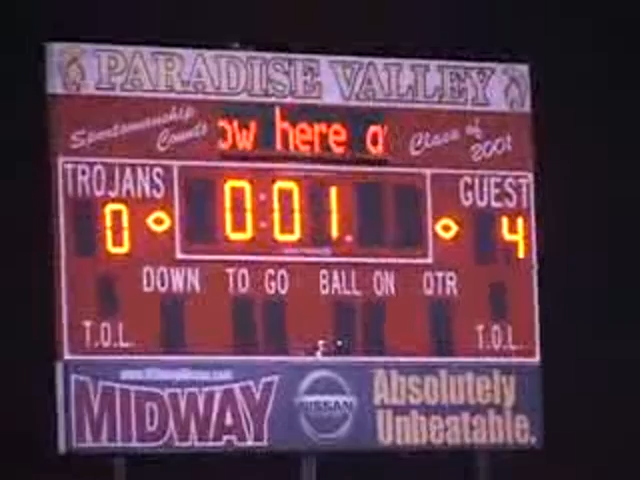 PARADISE VALLEY
Sportsmanship Counts
ow here a
Class of 2001
TROJANS
0:01
GUEST
0
4
DOWN TO GO BALL ON QTR
T.O.L. T.O.L.
MIDWAY
NISSAN
Absolutely
Unbeatable.